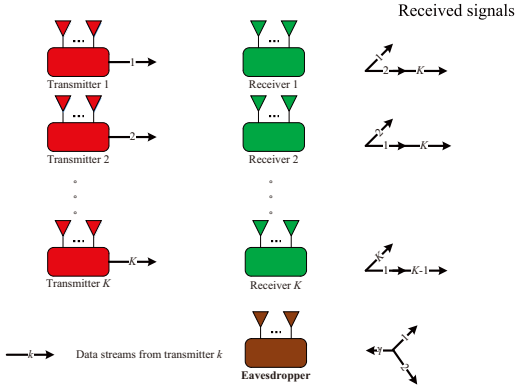 Received signals
1
Transmitter 1
Receiver 1
1
2
K
2
Transmitter 2
Receiver 2
2
1
K
K
Transmitter K
Receiver K
K
1
K-1
k
Data streams from transmitter k
Eavesdropper
1
2